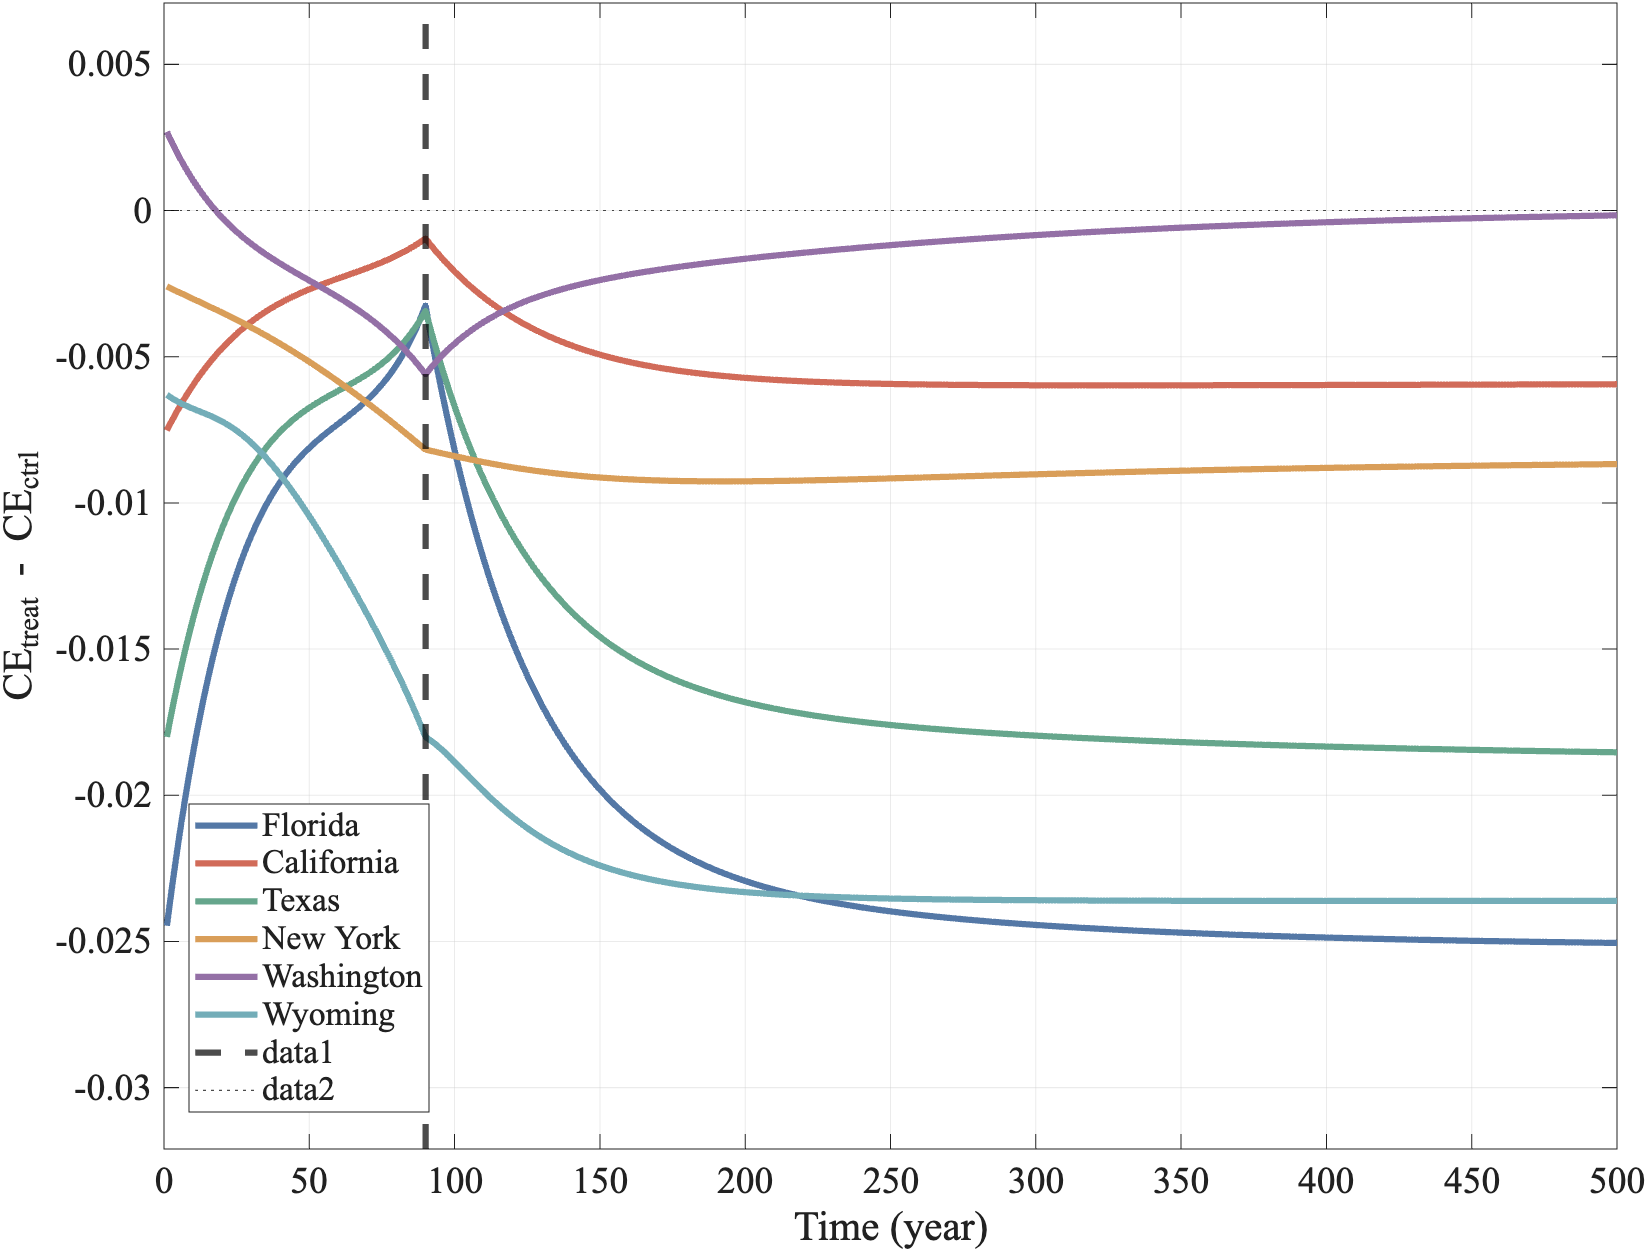 0.005
0
-0.005
-0.01
-0.015
-0.02
-0.025
-0.03
CEtreat - CEctrl
Florida
California
Texas
New York
Washington
Wyoming
data1
data2
0 50 100 150 200 250 300 350 400 450 500
Time (year)